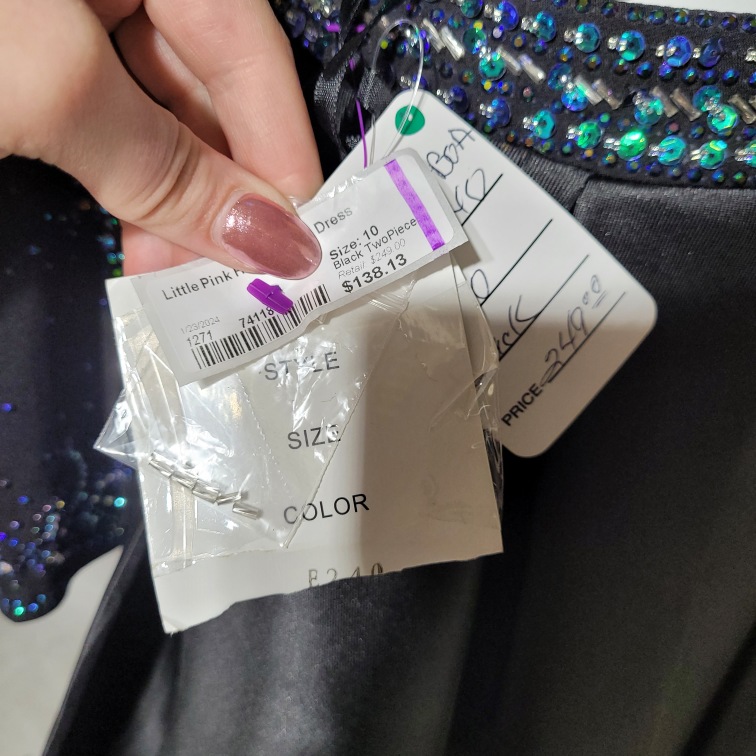 Little Pink
Dress
Size: 10
Black TwoPiece
Retail $249.00
$138.13
1/23/2024
1271 74118
STYLE
SIZE
COLOR
PRICE 249.00